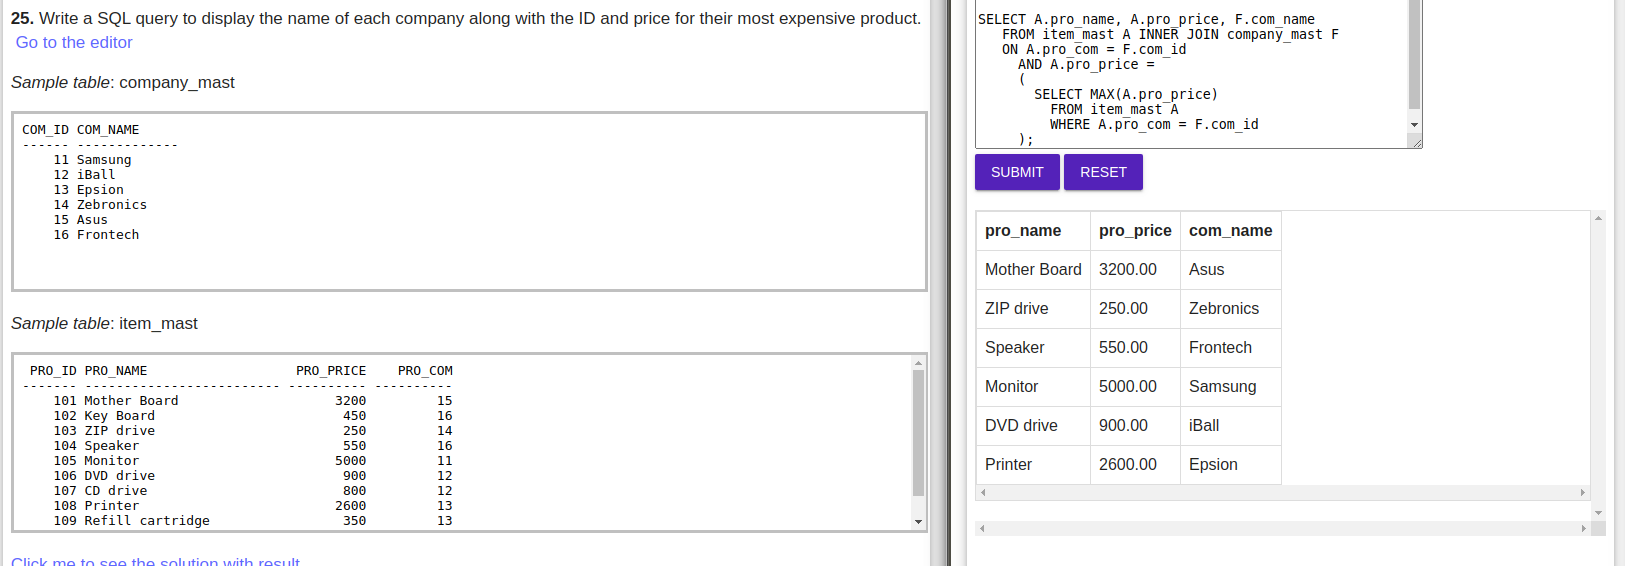 25. Write a SQL query to display the name of each company along with the ID and price for their most expensive product.
Go to the editor
Sample table: company_mast
COM_ID COM_NAME
------ -------------
11 Samsung
12 iBall
13 Epsion
14 Zebronics
15 Asus
16 Frontech
Sample table: item_mast
PRO_ID PRO_NAME                       PRO_PRICE    PRO_COM
------- ------------------------- ---------- ----------
101 Mother Board                    3200         15
102 Key Board                        450         16
103 ZIP drive                        250         14
104 Speaker                          550         16
105 Monitor                         5000         11
106 DVD drive                        900         12
107 CD drive                         800         12
108 Printer                         2600         13
109 Refill cartridge                 350         13
Click me to see the solution with result
SELECT A.pro_name, A.pro_price, F.com_name
FROM item_mast A INNER JOIN company_mast F
ON A.pro_com = F.com_id
AND A.pro_price =
(
SELECT MAX(A.pro_price)
FROM item_mast A
WHERE A.pro_com = F.com_id
);
SUBMIT RESET
pro_name pro_price com_name
Mother Board 3200.00 Asus
ZIP drive 250.00 Zebronics
Speaker 550.00 Frontech
Monitor 5000.00 Samsung
DVD drive 900.00 iBall
Printer 2600.00 Epsion